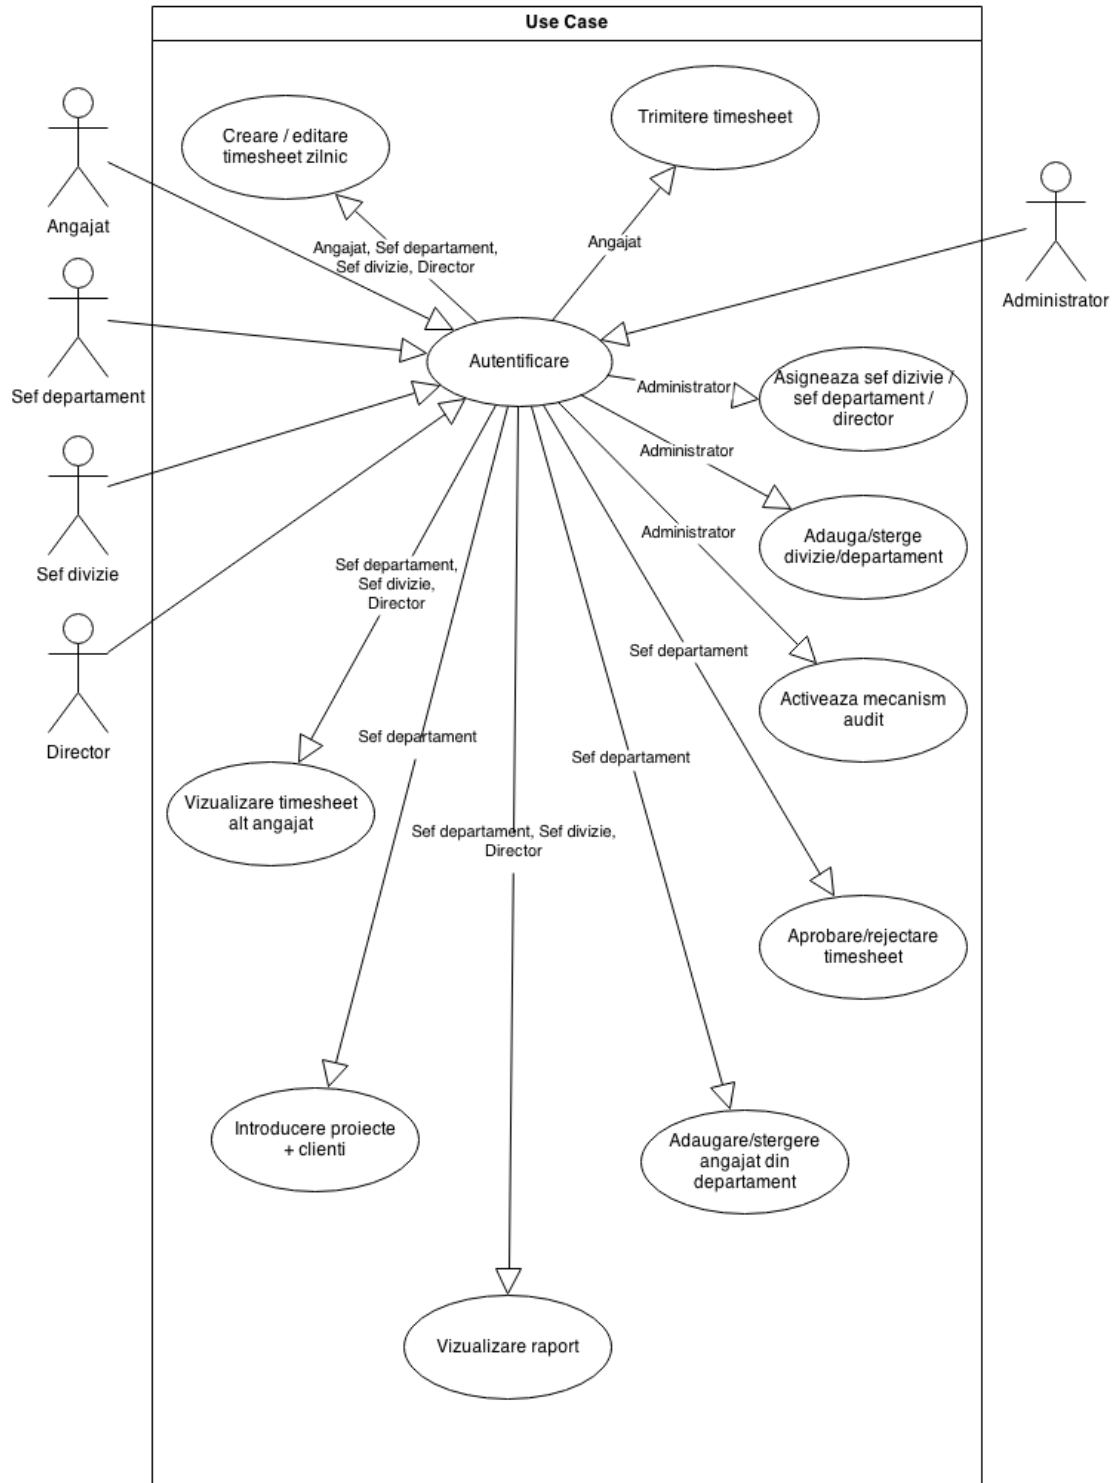 Use Case
Trimitere timesheet
Creare / editare
timesheet zilnic
Angajat
Angajat, Sef departament,
Sef divizie, Director
Angajat
Administrator
Sef departament
Autentificare
Administrator
Asigneaza sef dizivie /
sef departament /
director
Administrator
Adauga/sterge
divizie/departament
Sef divizie
Administrator
Sef departament,
Sef divizie,
Director
Sef departament
Activeaza mecanism
audit
Director
Sef departament
Sef departament
Vizualizare timesheet
alt angajat
Sef departament, Sef divizie,
Director
Aprobare/rejectare
timesheet
Introducere proiecte
+ clienti
Adaugare/stergere
angajat din
departament
Vizualizare raport